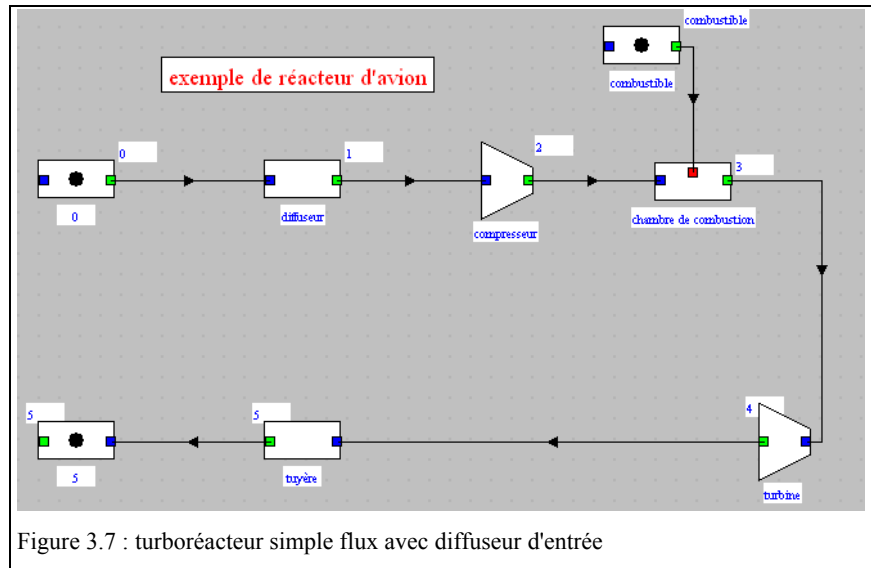 combustible
exemple de réacteur d'avion
combustible
0
1
2
3
0
diffuseur
compresseur
chambre de combustion
5
5
4
5
tuyère
turbine
Figure 3.7 : turboréacteur simple flux avec diffuseur d'entrée